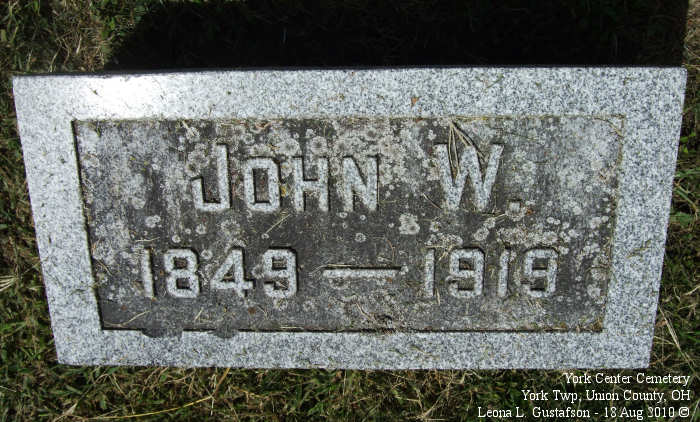 JOHN W.
1849 — 1919
York Center Cemetery
York Twp, Union County, OH
Leona L. Gustafson - 18 Aug 2010 ©